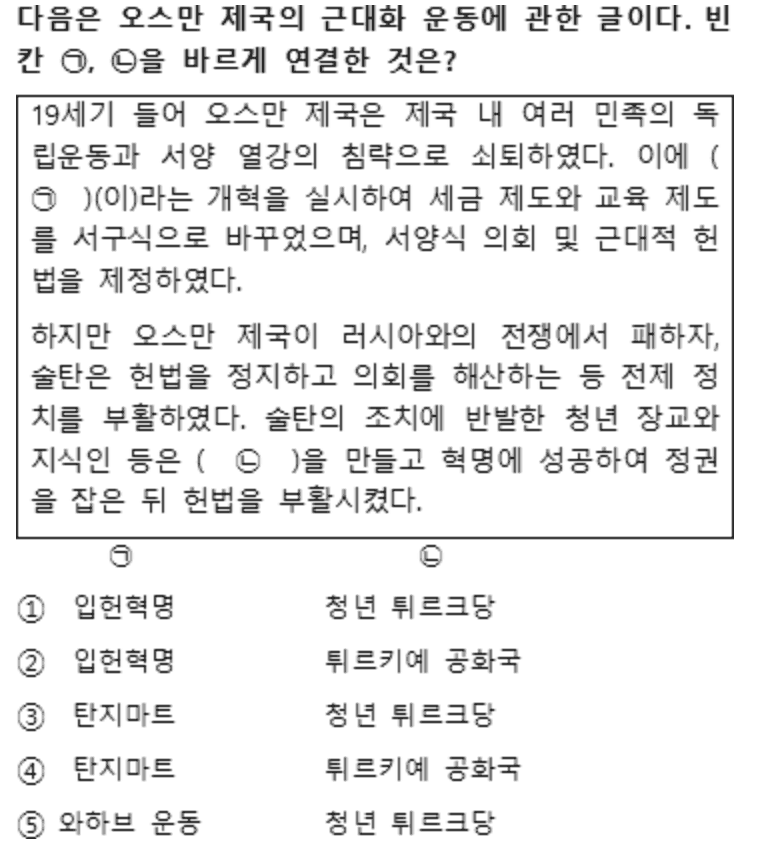 다음은 오스만 제국의 근대화 운동에 관한 글이다. 빈
칸 ㉠, ㉡을 바르게 연결한 것은?
19세기 들어 오스만 제국은 제국 내 여러 민족의 독
립운동과 서양 열강의 침략으로 쇠퇴하였다. 이에 (
㉠ )(이)라는 개혁을 실시하여 세금 제도와 교육 제도
를 서구식으로 바꾸었으며, 서양식 의회 및 근대적 헌
법을 제정하였다.
하지만 오스만 제국이 러시아와의 전쟁에서 패하자,
술탄은 헌법을 정지하고 의회를 해산하는 등 전제 정
치를 부활하였다. 술탄의 조치에 반발한 청년 장교와
지식인 등은 ( ㉡ )을 만들고 혁명에 성공하여 정권
을 잡은 뒤 헌법을 부활시켰다.
㉠ ㉡
① 입헌혁명 청년 튀르크당
② 입헌혁명 튀르키예 공화국
③ 탄지마트 청년 튀르크당
④ 탄지마트 튀르키예 공화국
⑤ 와하브 운동 청년 튀르크당